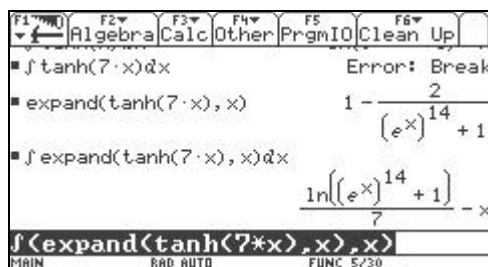 F1 F2 F3 F4 F5 F6
Algebra Calc Other PrgmIO Clean Up
∫tanh(7·x)dx Error: Break
expand(tanh(7·x),x) 1 - 2/((e^x)^14 + 1)
∫expand(tanh(7·x),x)dx
ln((e^x)^14 + 1)/7 - x
∫(expand(tanh(7*x),x),x)
MAIN RAD AUTO FUNC 5/30